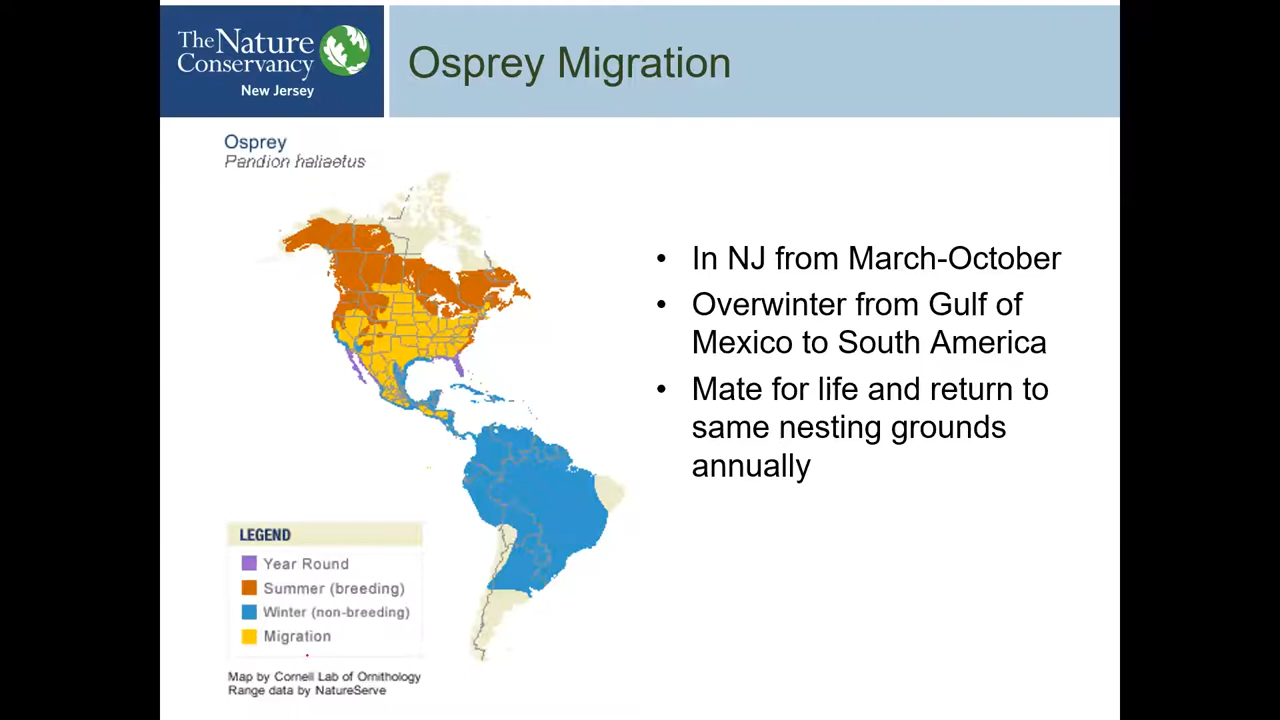 The Nature
Conservancy
New Jersey
Osprey Migration
Osprey
Pandion haliaetus
• In NJ from March-October
• Overwinter from Gulf of
Mexico to South America
• Mate for life and return to
same nesting grounds
annually
LEGEND
Year Round
Summer (breeding)
Winter (non-breeding)
Migration
Map by Cornell Lab of Ornithology
Range data by NatureServe